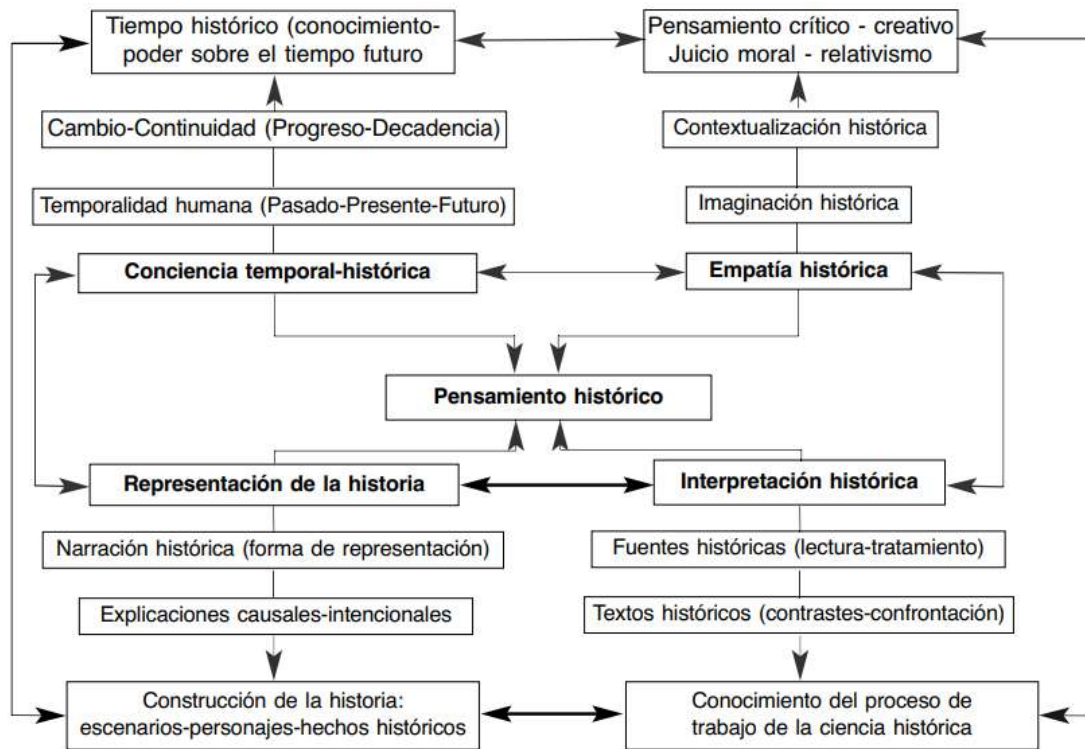 Tiempo histórico (conocimiento-
poder sobre el tiempo futuro
Pensamiento crítico - creativo
Juicio moral - relativismo
Cambio-Continuidad (Progreso-Decadencia)
Contextualización histórica
Temporalidad humana (Pasado-Presente-Futuro)
Imaginación histórica
Conciencia temporal-histórica
Empatía histórica
Pensamiento histórico
Representación de la historia
Interpretación histórica
Narración histórica (forma de representación)
Fuentes históricas (lectura-tratamiento)
Explicaciones causales-intencionales
Textos históricos (contrastes-confrontación)
Construcción de la historia:
escenarios-personajes-hechos históricos
Conocimiento del proceso de
trabajo de la ciencia histórica